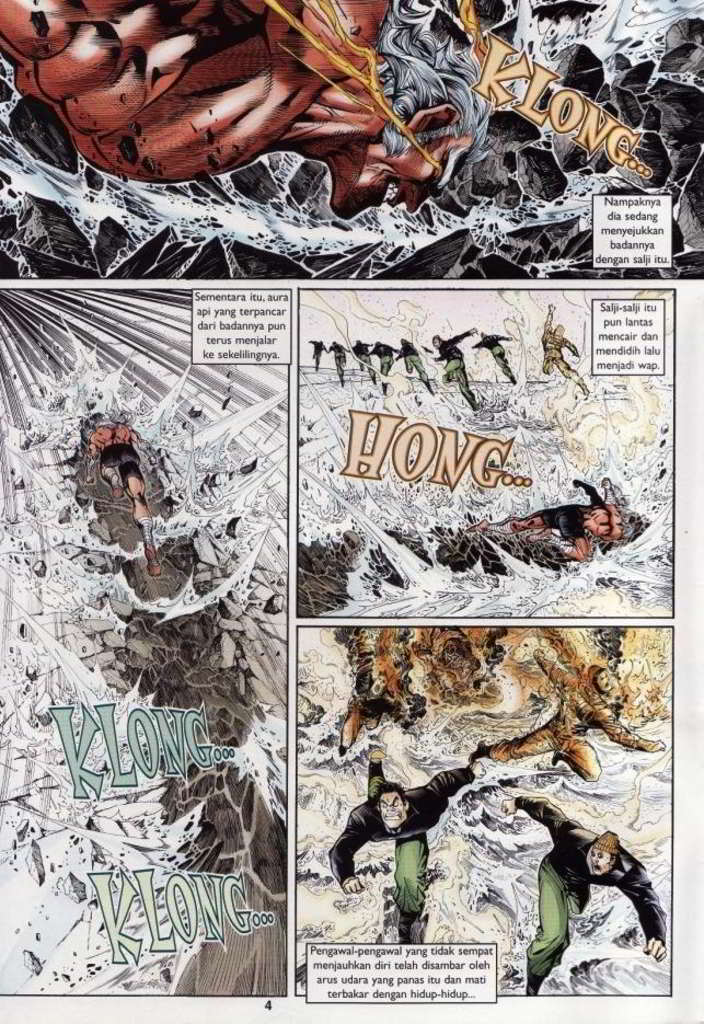 KLONG...
Nampaknya
dia sedang
menyejukkan
badannya
dengan salji itu.
Sementara itu, aura
api yang terpancar
dari badannya pun
terus menjalar
ke sekelilingnya.
KLONG...
KLONG...
Salji-salji itu
pun lantas
mencair dan
mendidih lalu
menjadi wap.
HONG...
Pengawal-pengawal yang tidak sempat
menjauhkan diri telah disambar oleh
arus udara yang panas itu dan mati
terbakar dengan hidup-hidup...
4